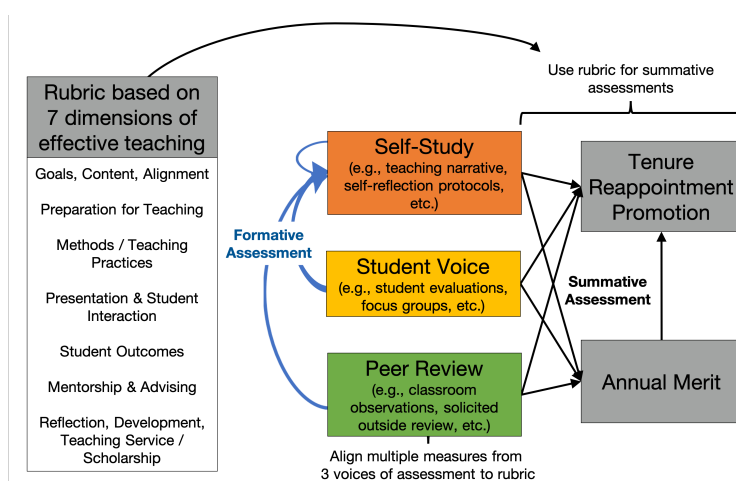 Rubric based on
7 dimensions of
effective teaching
Goals, Content, Alignment
Preparation for Teaching
Methods / Teaching
Practices
Presentation & Student
Interaction
Student Outcomes
Mentorship & Advising
Reflection, Development,
Teaching Service /
Scholarship
Formative
Assessment
Self-Study
(e.g., teaching narrative,
self-reflection protocols,
etc.)
Student Voice
(e.g., student evaluations,
focus groups, etc.)
Peer Review
(e.g., classroom
observations, solicited
outside review, etc.)
Align multiple measures from
3 voices of assessment to rubric
Use rubric for summative
assessments
Tenure
Reappointment
Promotion
Summative
Assessment
Annual Merit